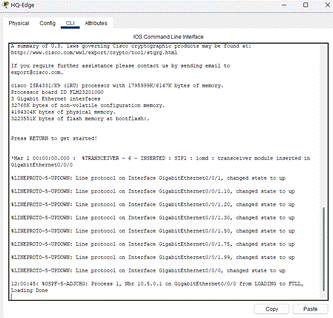 HQ-Edge
Physical Config CLI Attributes
IOS Command Line Interface
A summary of U.S. laws governing Cisco cryptographic products may be found at:
http://www.cisco.com/wwl/export/crypto/tool/stqrg.html
If you require further assistance please contact us by sending email to
export@cisco.com.
cisco ISR4331/K9 (1RU) processor with 1795999K/6147K bytes of memory.
Processor board ID FLM232010G0
3 Gigabit Ethernet interfaces
32768K bytes of non-volatile configuration memory.
4194304K bytes of physical memory.
3223551K bytes of flash memory at bootflash:.
Press RETURN to get started!
*Mar 1 00:00:00.000 : %TRANSCEIVER - 6 - INSERTED : SIP1 : iomd : transceiver module inserted in
GigabitEthernet0/0/0
%LINEPROTO-5-UPDOWN: Line protocol on Interface GigabitEthernet0/0/1, changed state to up
%LINEPROTO-5-UPDOWN: Line protocol on Interface GigabitEthernet0/0/1.10, changed state to up
%LINEPROTO-5-UPDOWN: Line protocol on Interface GigabitEthernet0/0/1.20, changed state to up
%LINEPROTO-5-UPDOWN: Line protocol on Interface GigabitEthernet0/0/1.30, changed state to up
%LINEPROTO-5-UPDOWN: Line protocol on Interface GigabitEthernet0/0/1.50, changed state to up
%LINEPROTO-5-UPDOWN: Line protocol on Interface GigabitEthernet0/0/1.75, changed state to up
%LINEPROTO-5-UPDOWN: Line protocol on Interface GigabitEthernet0/0/1.99, changed state to up
%LINEPROTO-5-UPDOWN: Line protocol on Interface GigabitEthernet0/0/0, changed state to up
12:00:45: %OSPF-5-ADJCHG: Process 1, Nbr 10.5.0.1 on GigabitEthernet0/0/0 from LOADING to FULL,
Loading Done
Copy Paste